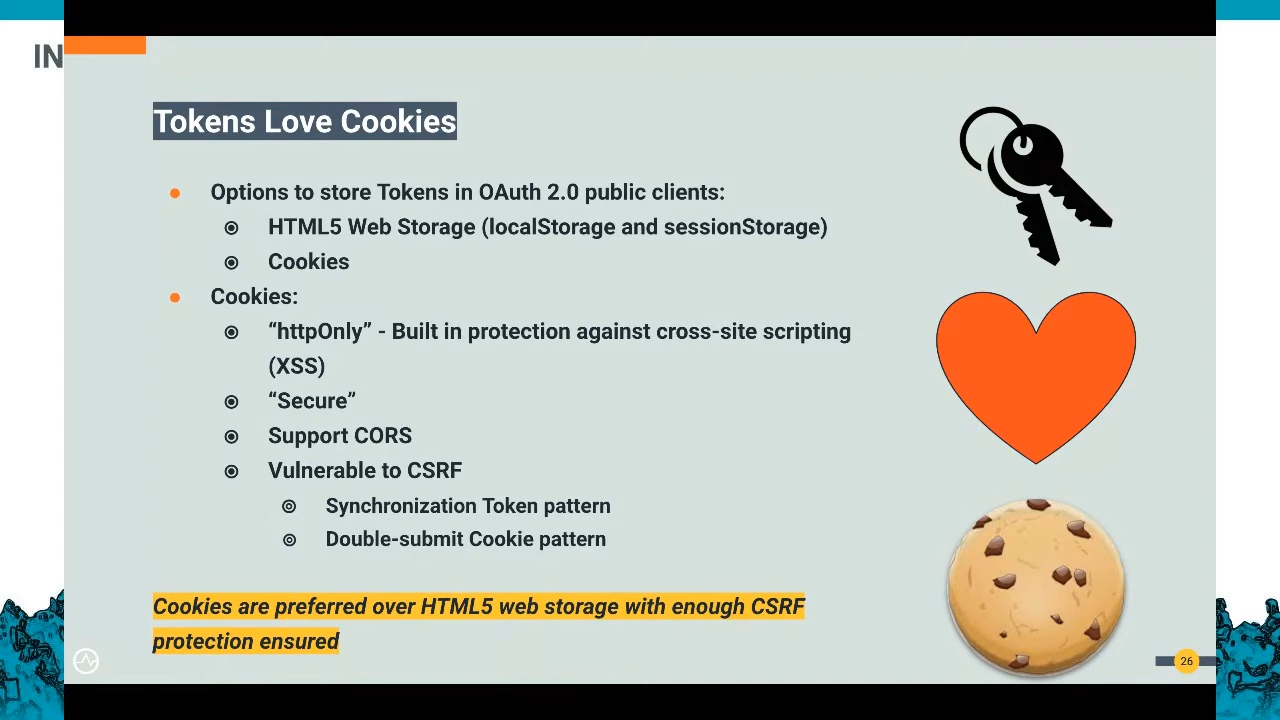 IN
Tokens Love Cookies
Options to store Tokens in OAuth 2.0 public clients:
HTML5 Web Storage (localStorage and sessionStorage)
Cookies
Cookies:
“httpOnly” - Built in protection against cross-site scripting
(XSS)
“Secure”
Support CORS
Vulnerable to CSRF
Synchronization Token pattern
Double-submit Cookie pattern
Cookies are preferred over HTML5 web storage with enough CSRF
protection ensured
26